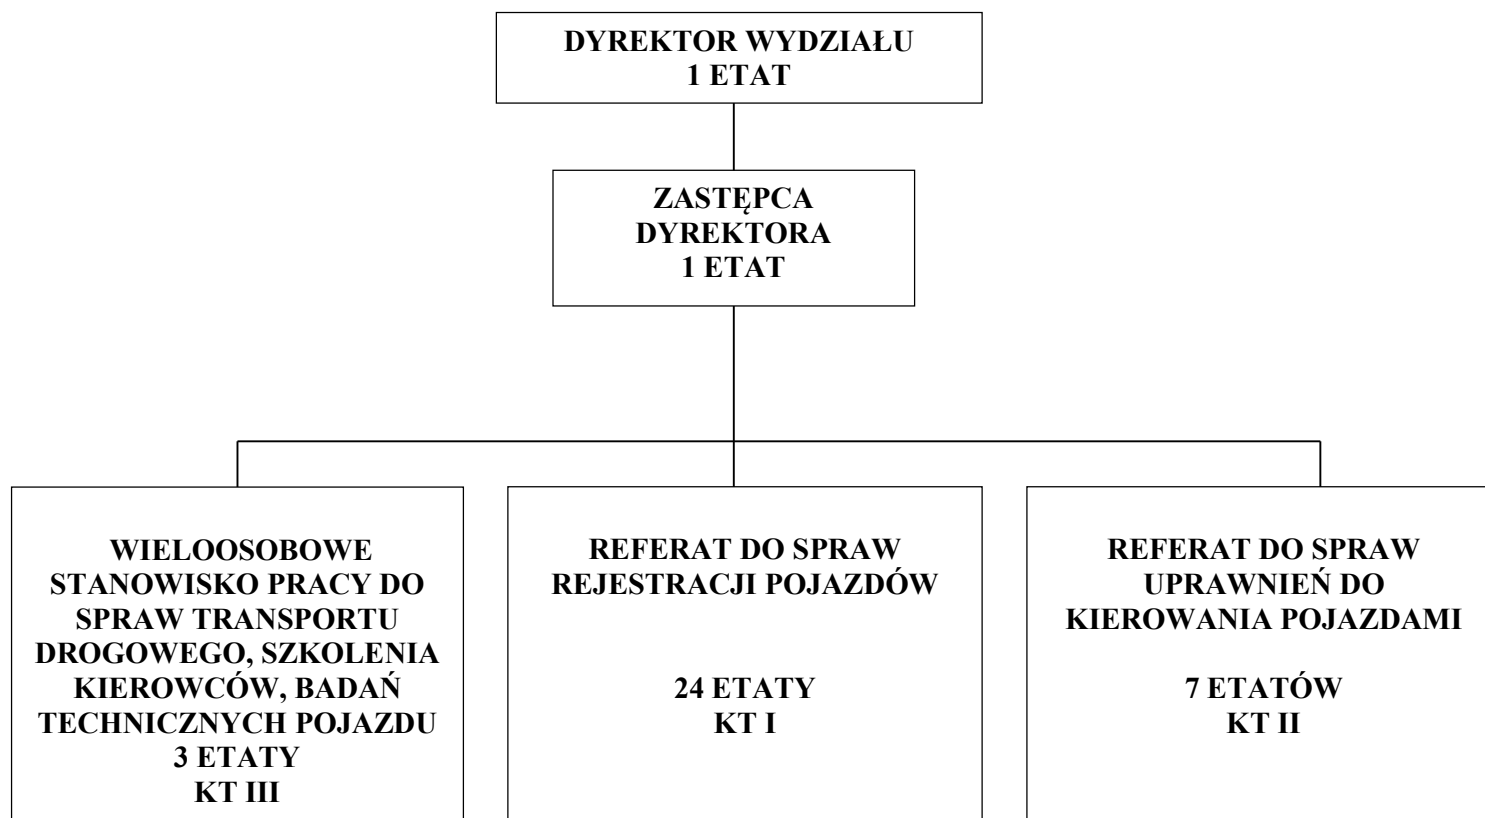 DYREKTOR WYDZIAŁU
1 ETAT
ZASTĘPCA
DYREKTORA
1 ETAT
WIELOOSOBOWE
STANOWISKO PRACY DO
SPRAW TRANSPORTU
DROGOWEGO, SZKOLENIA
KIEROWCÓW, BADAŃ
TECHNICZNYCH POJAZDU
3 ETATY
KT III
REFERAT DO SPRAW
REJESTRACJI POJAZDÓW
24 ETATY
KT I
REFERAT DO SPRAW
UPRAWNIEŃ DO
KIEROWANIA POJAZDAMI
7 ETATÓW
KT II